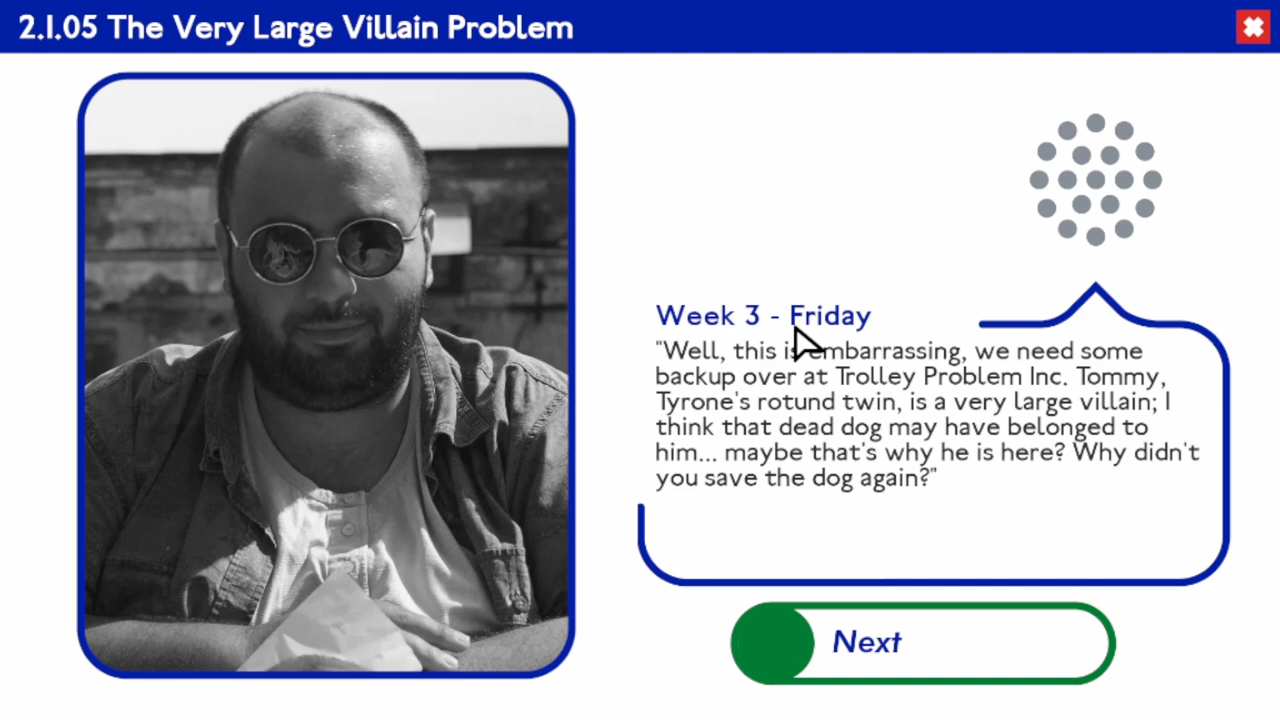 2.1.05 The Very Large Villain Problem
Week 3 - Friday
"Well, this is embarrassing, we need some
backup over at Trolley Problem Inc. Tommy,
Tyrone's rotund twin, is a very large villain; I
think that dead dog may have belonged to
him... maybe that's why he is here? Why didn't
you save the dog again?"
Next